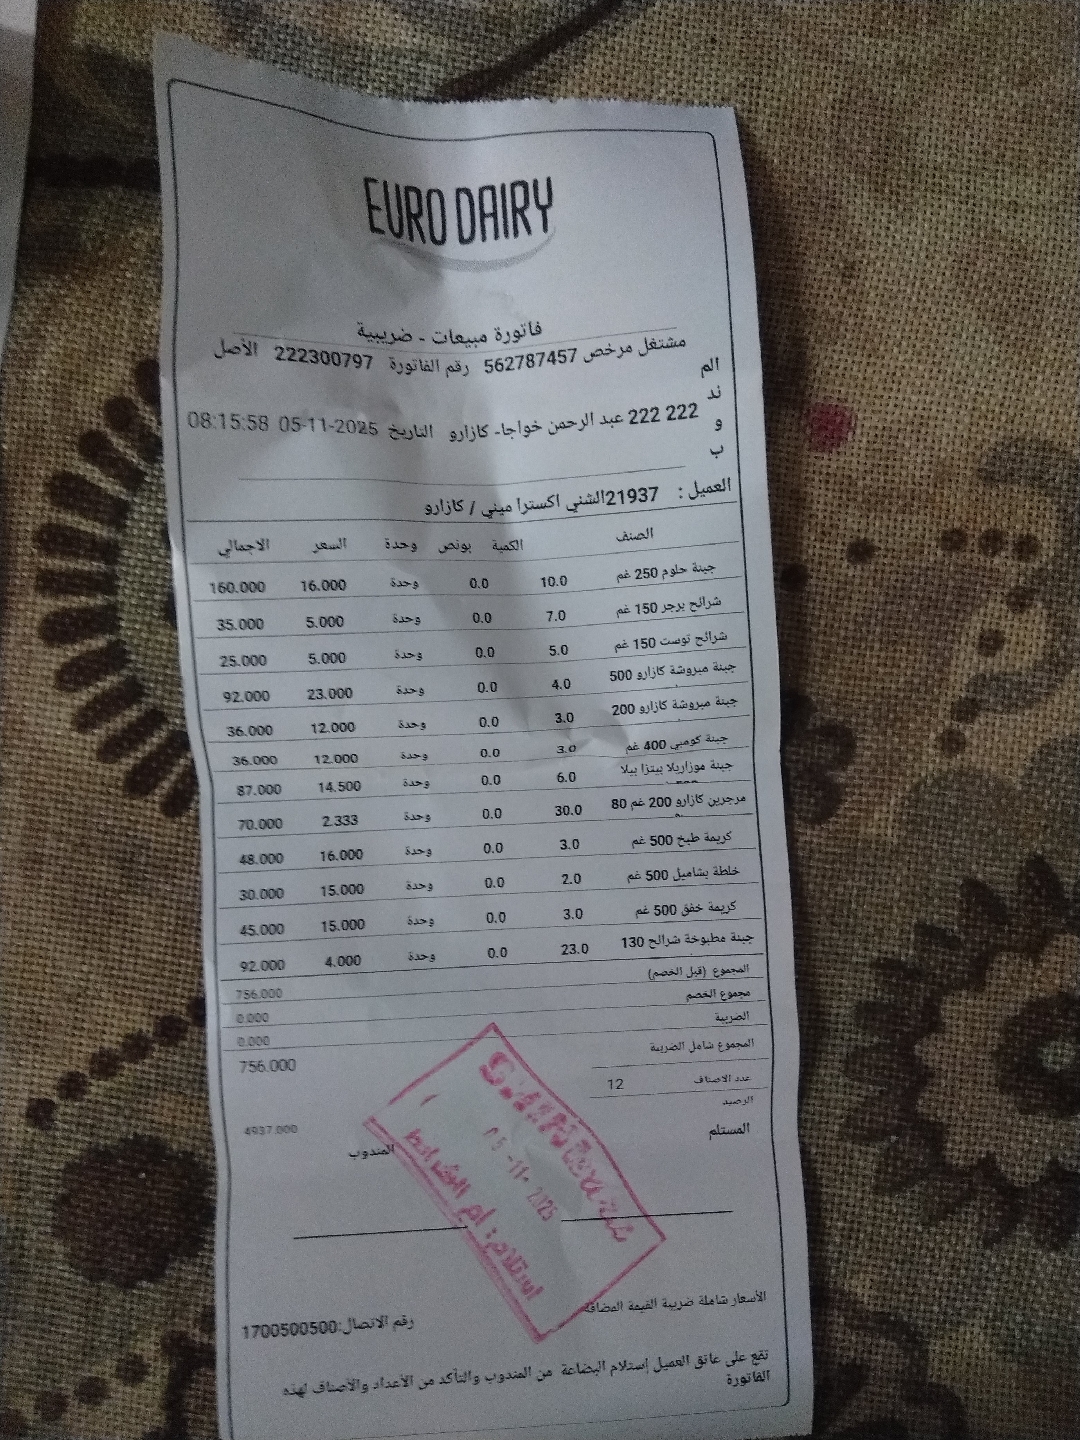 EURO DAIRY
فاتورة مبيعات - ضريبية
مشتغل مرخص 562787457 رقم الفاتورة 222300797 الأصل
المندوب 222 222 عبد الرحمن خواجا- كازارو التاريخ 05-11-2025 08:15:58
العميل : 21937الشني اكسترا ميني / كازارو
الصنف الكمية بونص وحدة السعر الاجمالي
جبنة حلوم 250 غم 10.0 0.0 وحدة 16.000 160.000
شرائح برجر 150 غم 7.0 0.0 وحدة 5.000 35.000
شرائح توست 150 غم 5.0 0.0 وحدة 5.000 25.000
جبنة مبروشة كازارو 500 4.0 0.0 وحدة 23.000 92.000
جبنة مبروشة كازارو 200 3.0 0.0 وحدة 12.000 36.000
جبنة كومبي 400 غم 3.0 0.0 وحدة 12.000 36.000
جبنة موزاريلا بيتزا بيلا 6.0 0.0 وحدة 14.500 87.000
مرجرين كازارو 200 غم 80 30.0 0.0 وحدة 2.333 70.000
كريمة طبخ 500 غم 3.0 0.0 وحدة 16.000 48.000
خلطة بشاميل 500 غم 2.0 0.0 وحدة 15.000 30.000
كريمة خفق 500 غم 3.0 0.0 وحدة 15.000 45.000
جبنة مطبوخة شرائح 130 23.0 0.0 وحدة 4.000 92.000
المجموع (قبل الخصم) 756.000
مجموع الخصم 0.000
الضريبة 0.000
المجموع شامل الضريبة 756.000
عدد الاصناف 12
الرصيد 4937.000
المستلم المندوب
05 -11- 2025
استلام: ام الشرايط
الأسعار شاملة ضريبة القيمة المضافة
رقم الاتصال:1700500500
تقع على عاتق العميل إستلام البضاعة من المندوب والتأكد من الأعداد والأصناف لهذه
الفاتورة